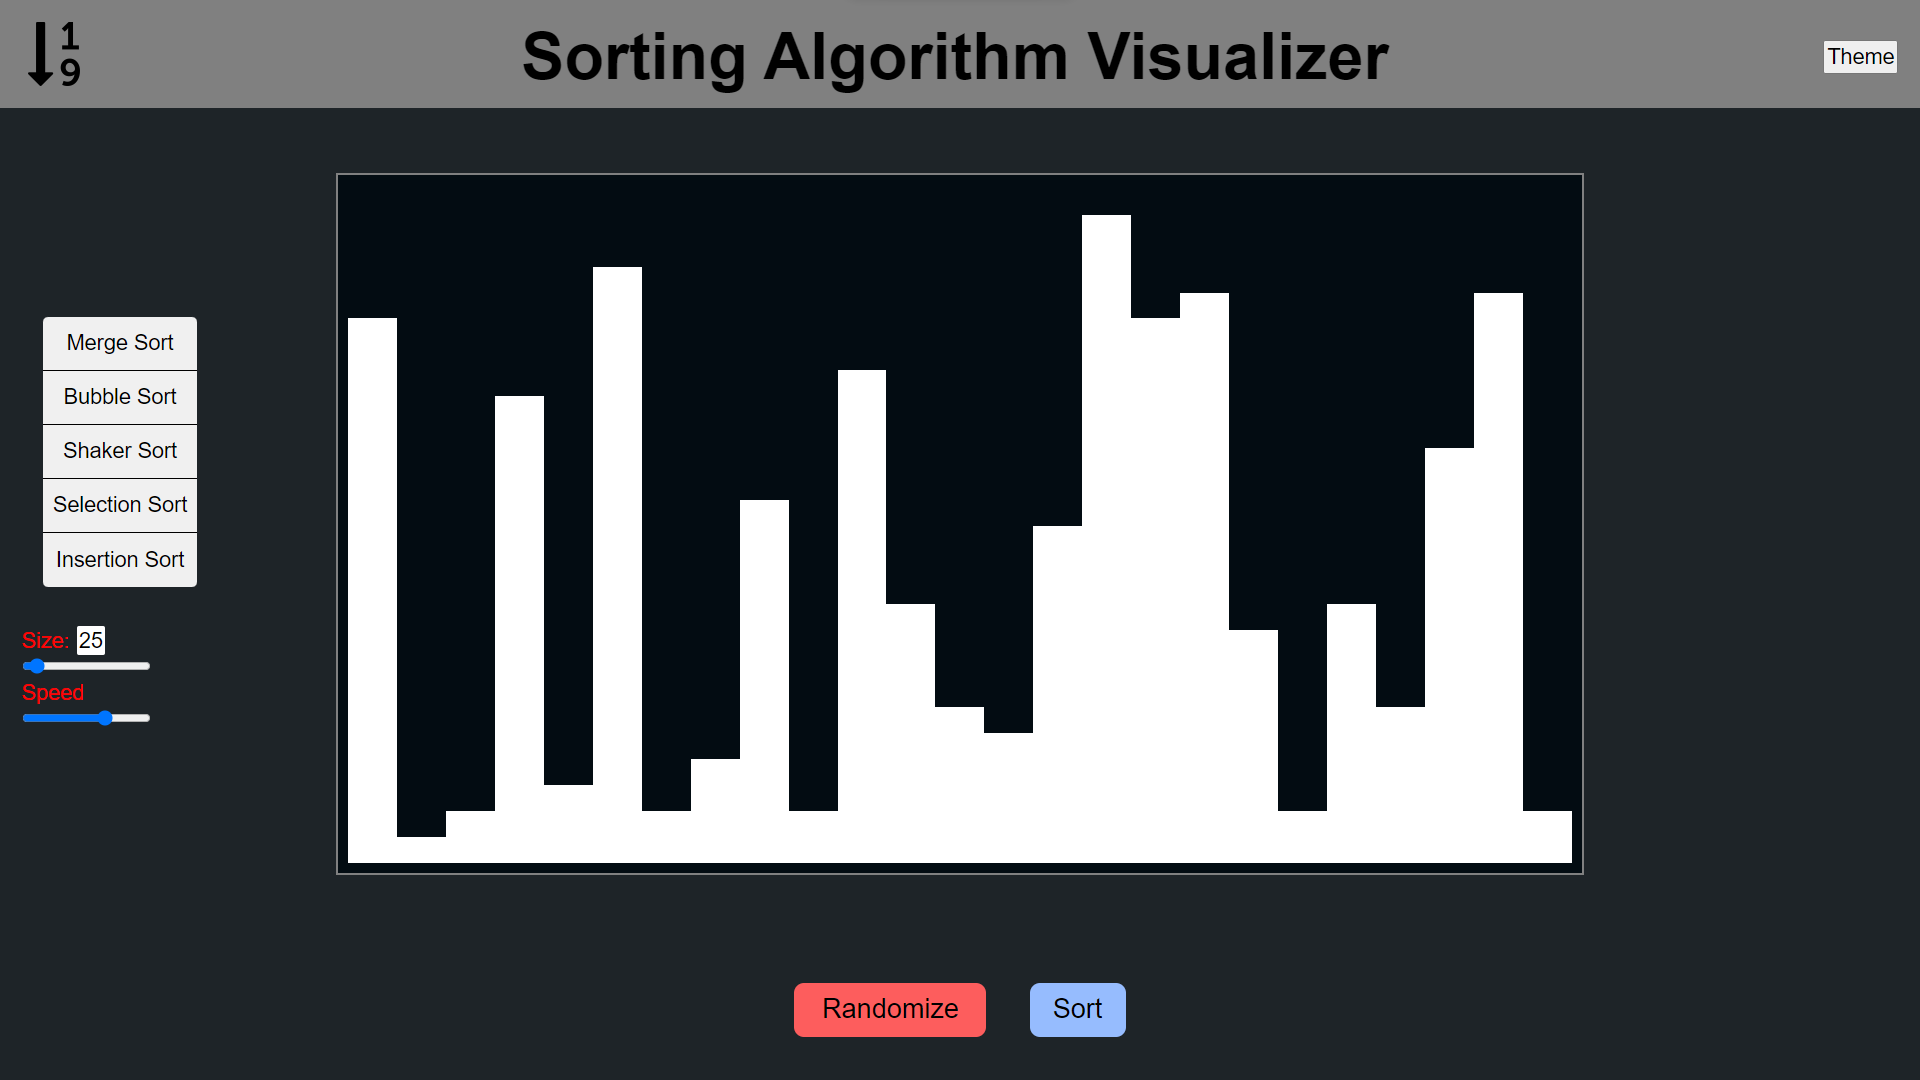 1
9
Sorting Algorithm Visualizer
Theme
Merge Sort
Bubble Sort
Shaker Sort
Selection Sort
Insertion Sort
Size: 25
Speed
Randomize
Sort